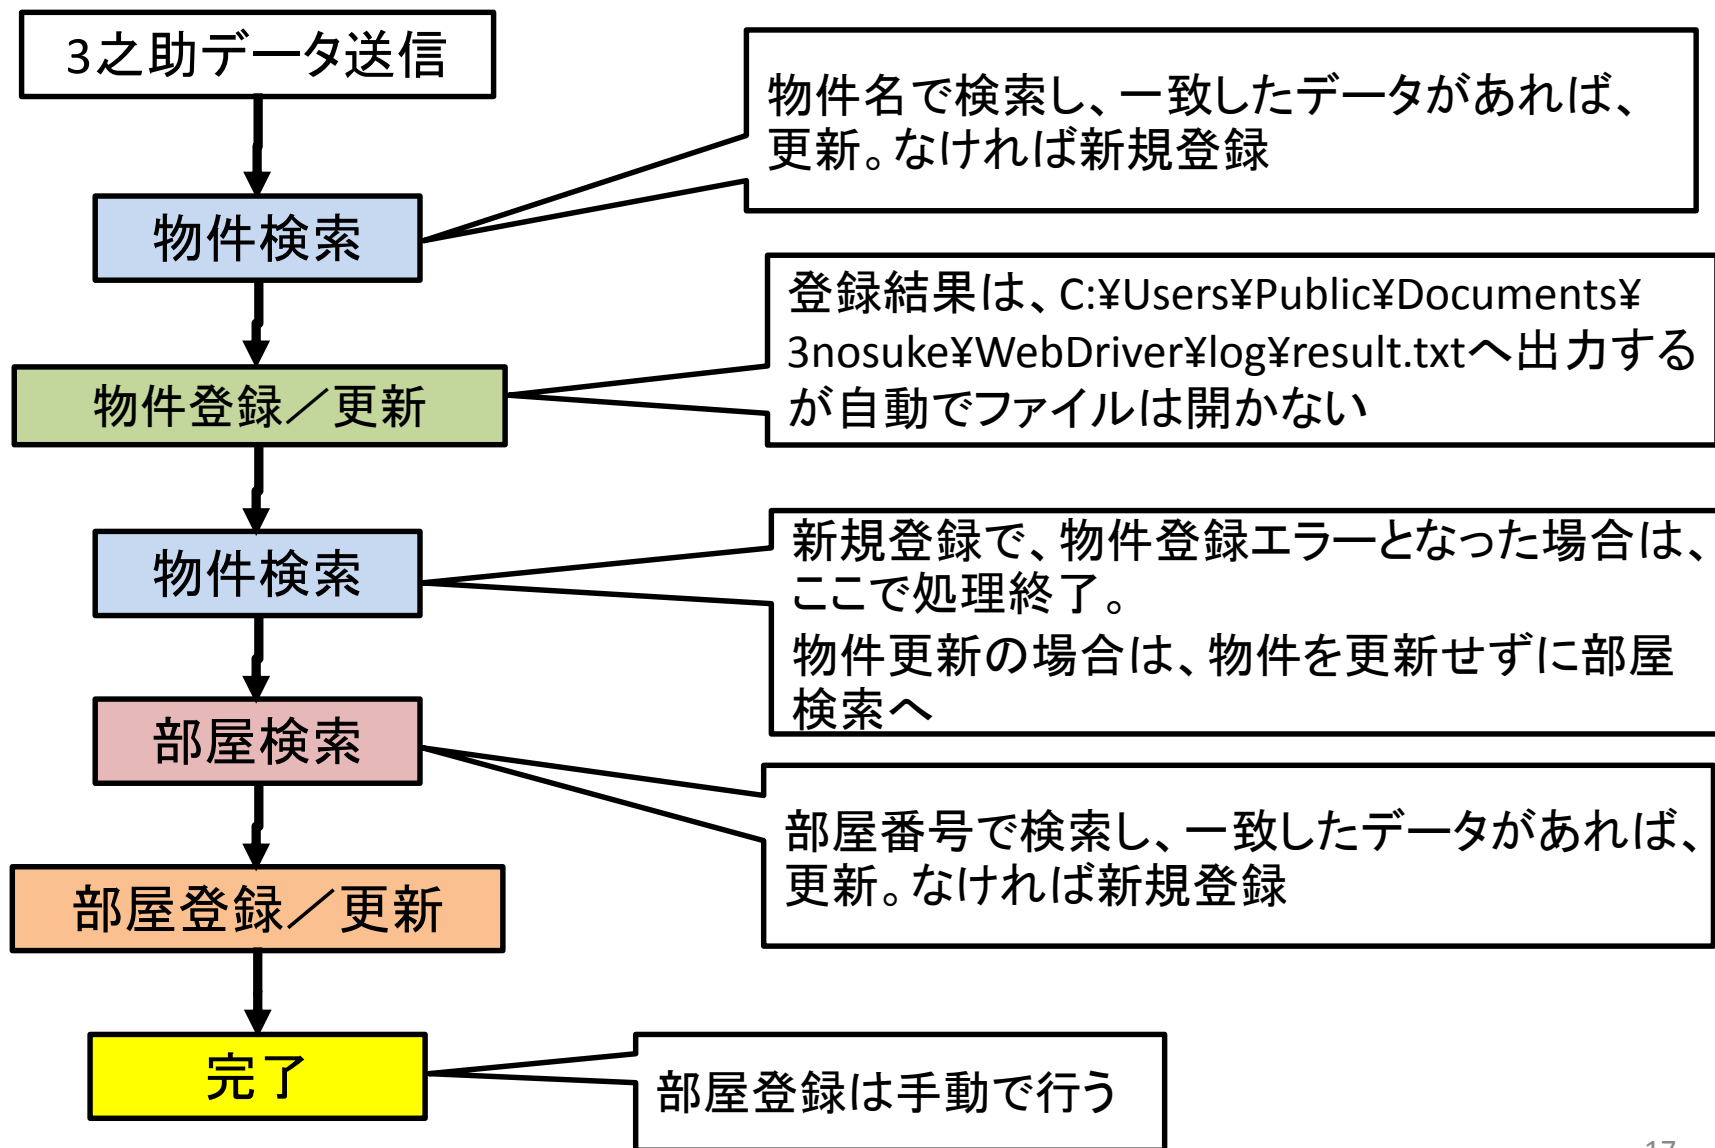 3之助データ送信
物件名で検索し、一致したデータがあれば、
更新。なければ新規登録
物件検索
登録結果は、C:¥Users¥Public¥Documents¥
3nosuke¥WebDriver¥log¥result.txtへ出力する
が自動でファイルは開かない
物件登録／更新
新規登録で、物件登録エラーとなった場合は、
ここで処理終了。
物件更新の場合は、物件を更新せずに部屋
検索へ
物件検索
部屋検索
部屋番号で検索し、一致したデータがあれば、
更新。なければ新規登録
部屋登録／更新
完了
部屋登録は手動で行う
17